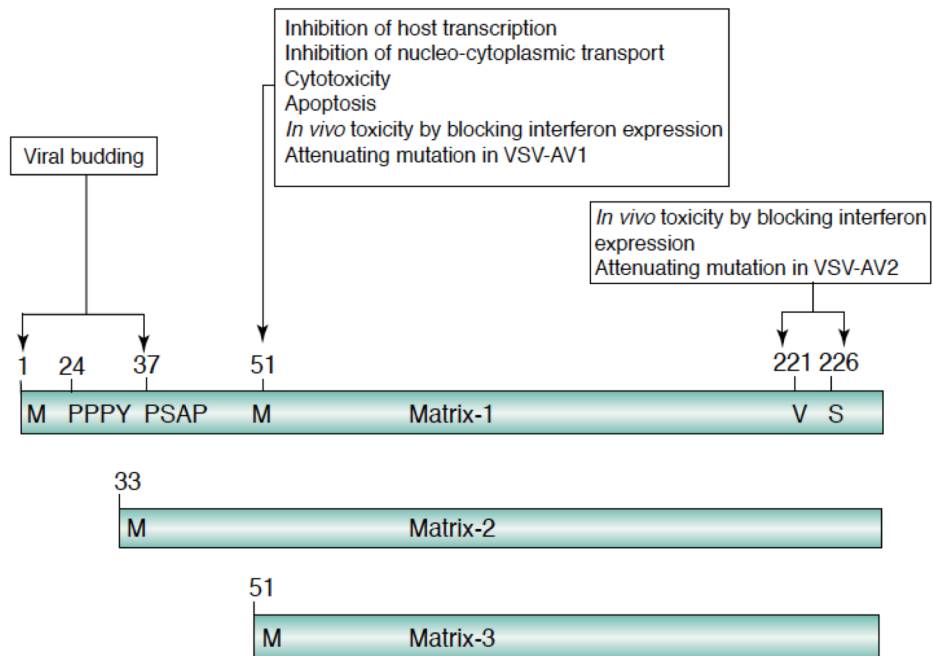 Inhibition of host transcription
Inhibition of nucleo-cytoplasmic transport
Cytotoxicity
Apoptosis
In vivo toxicity by blocking interferon expression
Attenuating mutation in VSV-AV1
Viral budding
In vivo toxicity by blocking interferon
expression
Attenuating mutation in VSV-AV2
1 24 37 51 221 226
M PPPY PSAP M Matrix-1 V S
33
M Matrix-2
51
M Matrix-3